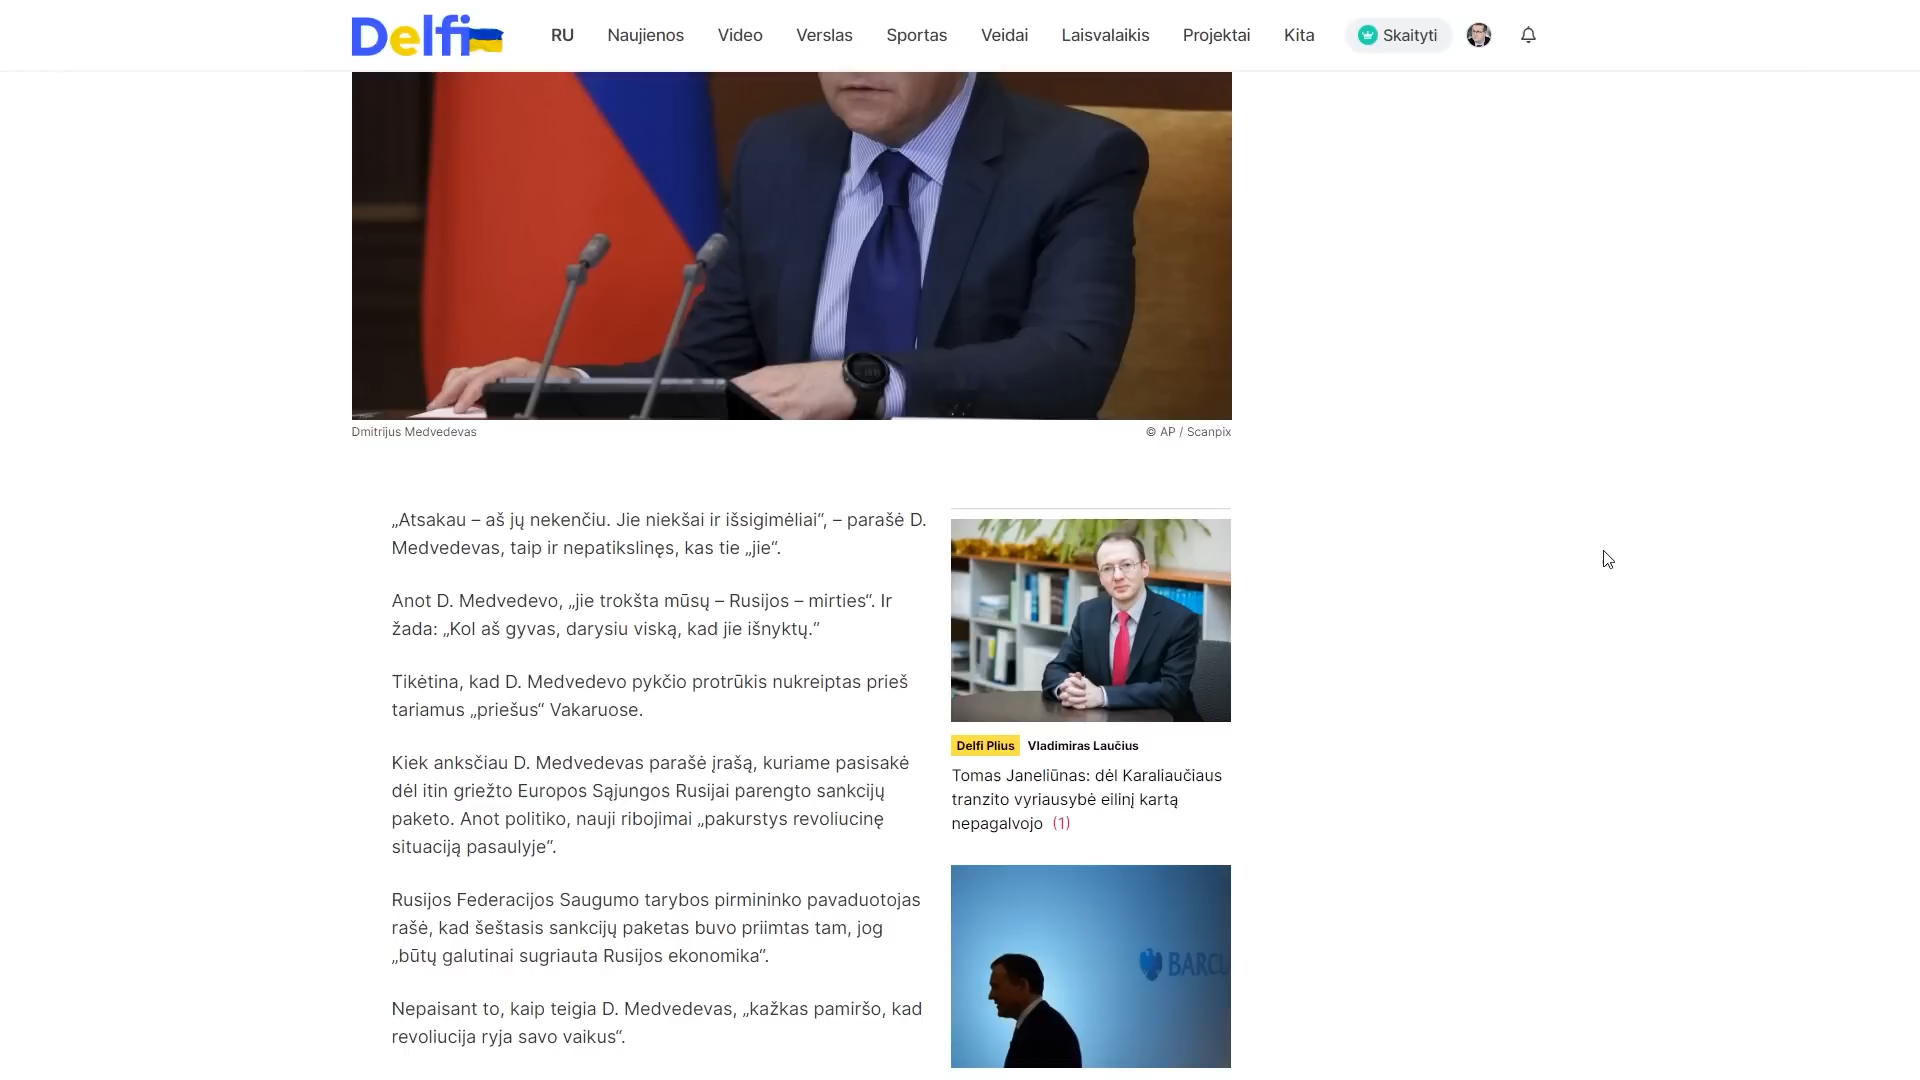 Delfi
RU
Naujienos
Video
Verslas
Sportas
Veidai
Laisvalaikis
Projektai
Kita
Skaityti
Dmitrijus Medvedevas
© AP / Scanpix
„Atsakau – aš jų nekenčiu. Jie niekšai ir išsigimėliai“, – parašė D.
Medvedevas, taip ir nepatikslinęs, kas tie „jie“.
Anot D. Medvedevo, „jie trokšta mūsų – Rusijos – mirties“. Ir
žada: „Kol aš gyvas, darysiu viską, kad jie išnyktų.“
Tikėtina, kad D. Medvedevo pykčio protrūkis nukreiptas prieš
tariamus „priešus“ Vakaruose.
Kiek anksčiau D. Medvedevas parašė įrašą, kuriame pasisakė
dėl itin griežto Europos Sąjungos Rusijai parengto sankcijų
paketo. Anot politiko, nauji ribojimai „pakurstys revoliucinę
situaciją pasaulyje“.
Rusijos Federacijos Saugumo tarybos pirmininko pavaduotojas
rašė, kad šeštasis sankcijų paketas buvo priimtas tam, jog
„būtų galutinai sugriauta Rusijos ekonomika“.
Nepaisant to, kaip teigia D. Medvedevas, „kažkas pamiršo, kad
revoliucija ryja savo vaikus“.
Delfi Plius Vladimiras Laučius
Tomas Janeliūnas: dėl Karaliaučiaus
tranzito vyriausybė eilinį kartą
nepagalvojo (1)
BARCL